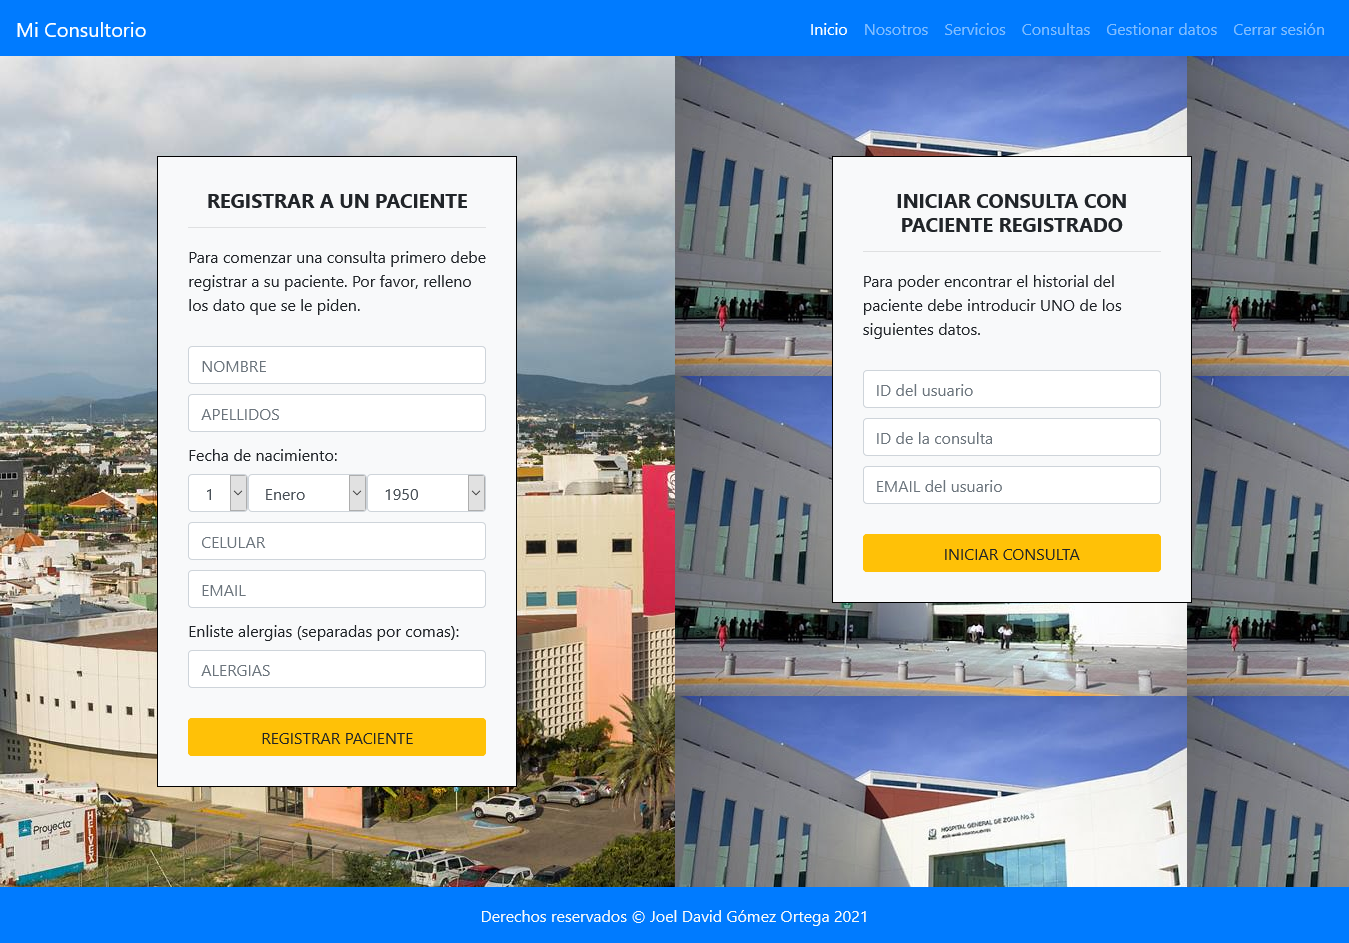 Mi Consultorio
Inicio Nosotros Servicios Consultas Gestionar datos Cerrar sesión
REGISTRAR A UN PACIENTE
Para comenzar una consulta primero debe
registrar a su paciente. Por favor, relleno
los dato que se le piden.
NOMBRE
APELLIDOS
Fecha de nacimiento:
1 Enero 1950
CELULAR
EMAIL
Enliste alergias (separadas por comas):
ALERGIAS
REGISTRAR PACIENTE
INICIAR CONSULTA CON
PACIENTE REGISTRADO
Para poder encontrar el historial del
paciente debe introducir UNO de los
siguientes datos.
ID del usuario
ID de la consulta
EMAIL del usuario
INICIAR CONSULTA
Proyecta
HELVEX
HOSPITAL GENERAL DE ZONA No.3
Derechos reservados © Joel David Gómez Ortega 2021